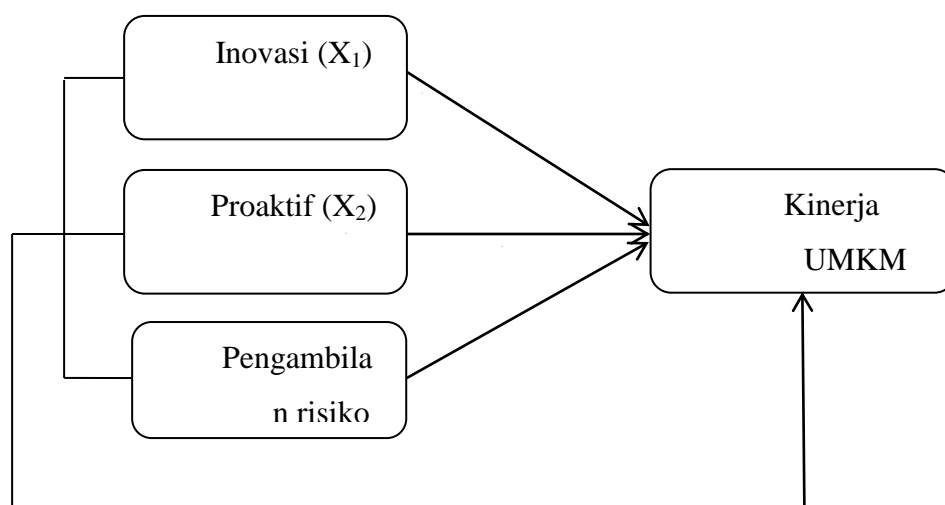 Inovasi (X₁)
Proaktif (X₂)
Pengambila
n risiko
Kinerja
UMKM